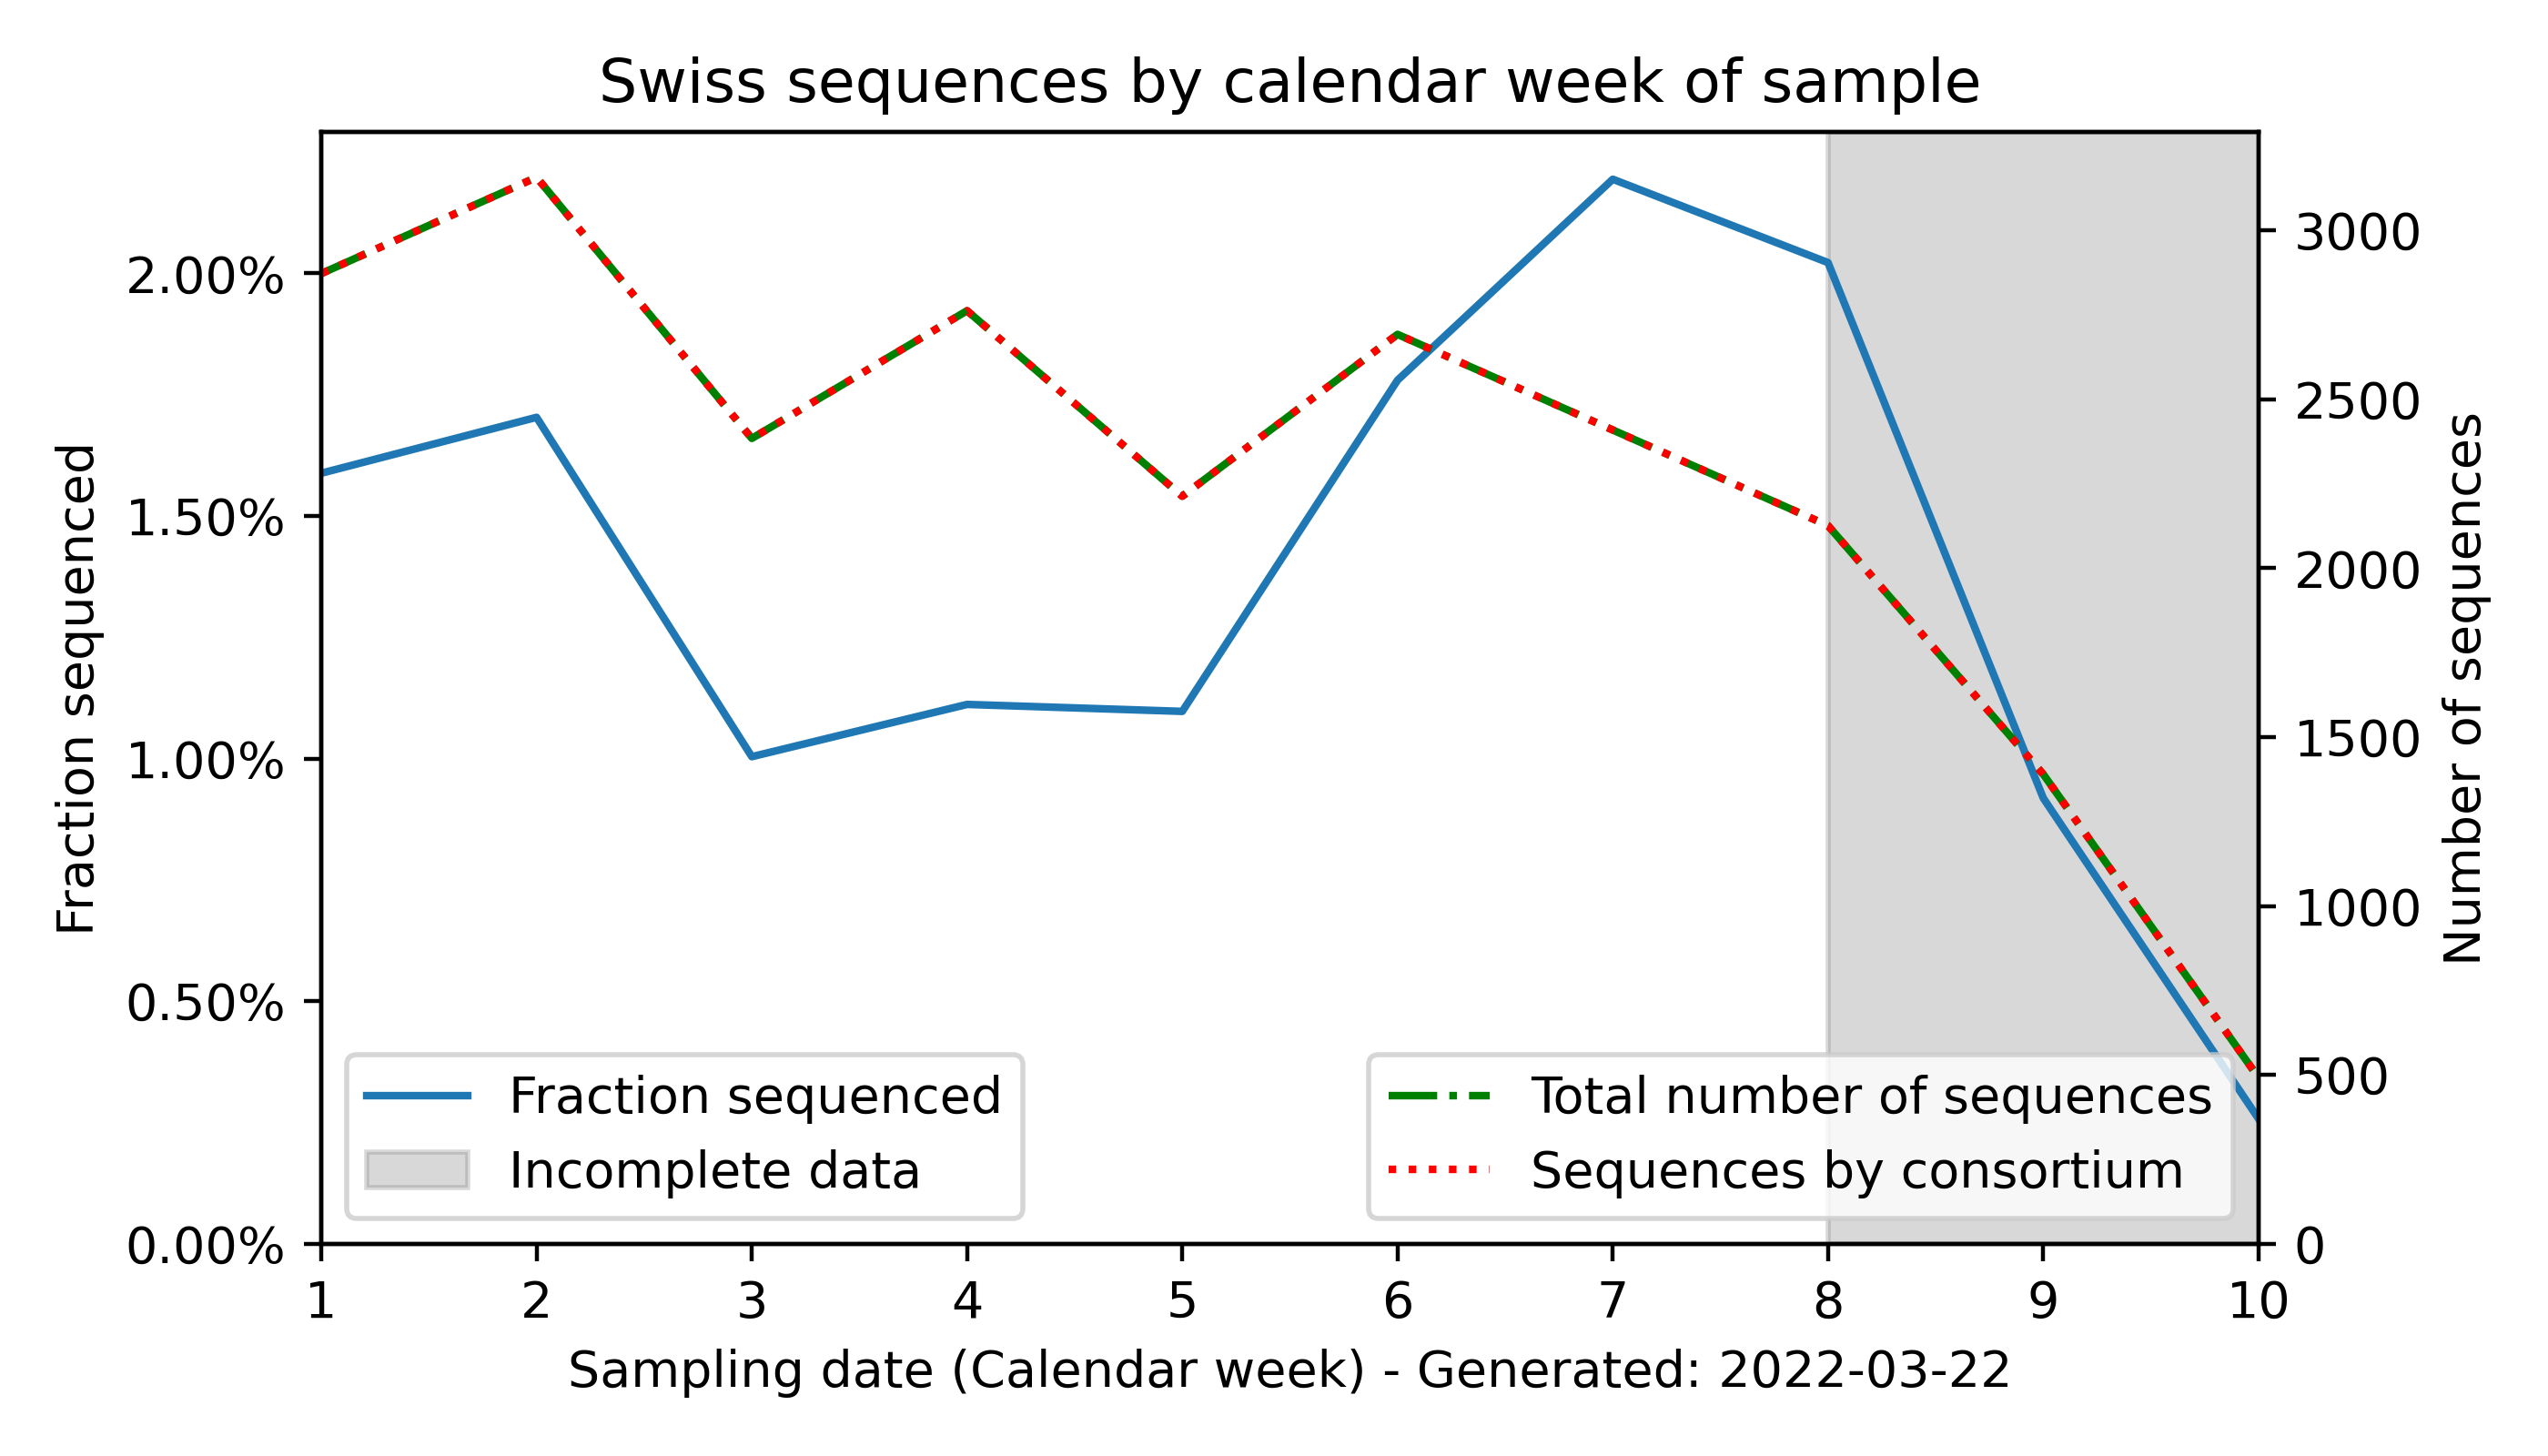 Swiss sequences by calendar week of sample
Fraction sequenced
2.00%
1.50%
1.00%
0.50%
0.00%
3000
2500
2000
1500
1000
500
0
Number of sequences
Fraction sequenced
Incomplete data
Total number of sequences
Sequences by consortium
1 2 3 4 5 6 7 8 9 10
Sampling date (Calendar week) - Generated: 2022-03-22